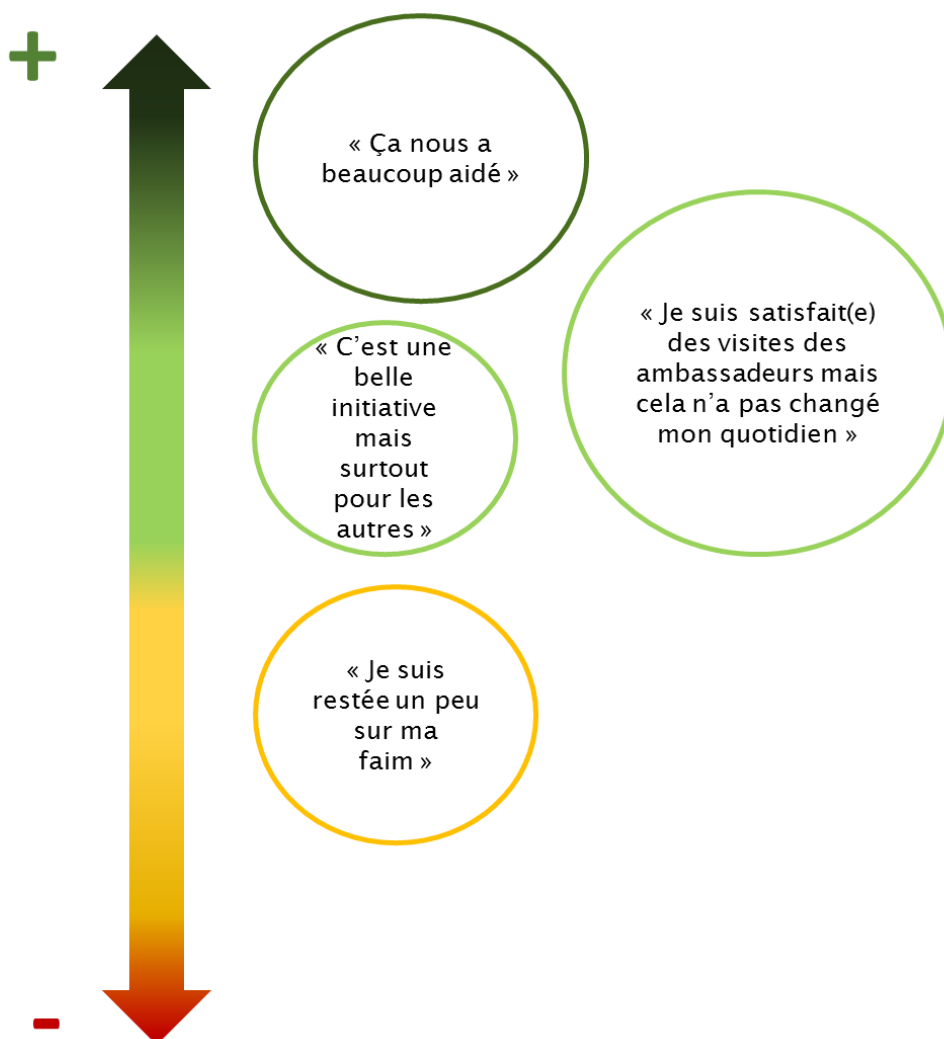 +
« Ça nous a
beaucoup aidé »
« Je suis satisfait(e)
des visites des
ambassadeurs mais
cela n’a pas changé
mon quotidien »
« C’est une
belle
initiative
mais
surtout
pour les
autres »
« Je suis
restée un peu
sur ma
faim »
-